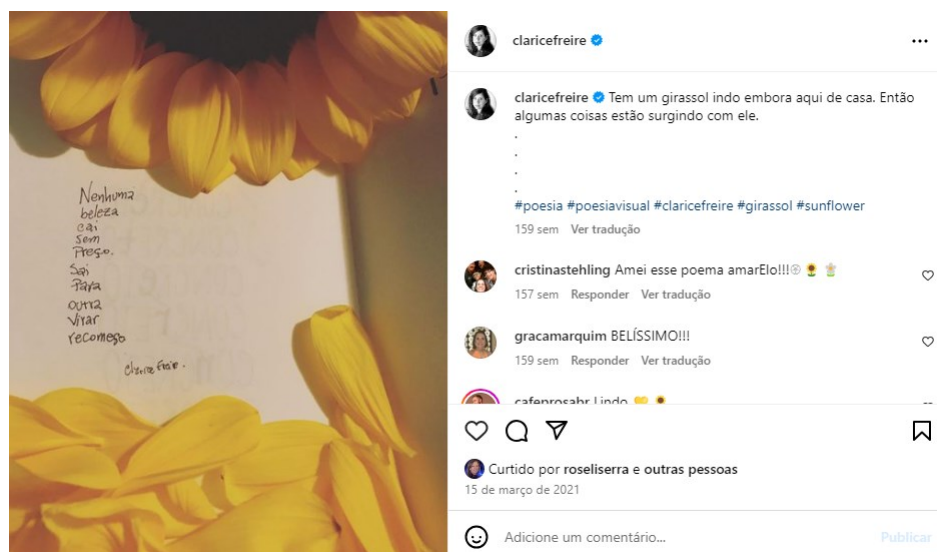 Nenhuma
beleza
cai
sem
Preço.
Sai
Para
outra
Virar
recomeço
Clarice Freire.
claricefreire
claricefreire Tem um girassol indo embora aqui de casa. Então
algumas coisas estão surgindo com ele.
.
.
.
.
#poesia #poesiavisual #claricefreire #girassol #sunflower
159 sem Ver tradução
cristinastehling Amei esse poema amarElo!!!
157 sem Responder Ver tradução
gracamarquim BELÍSSIMO!!!
159 sem Responder Ver tradução
cafeprosabr Lindo
Curtido por roseliserra e outras pessoas
15 de março de 2021
Adicione um comentário...
Publicar